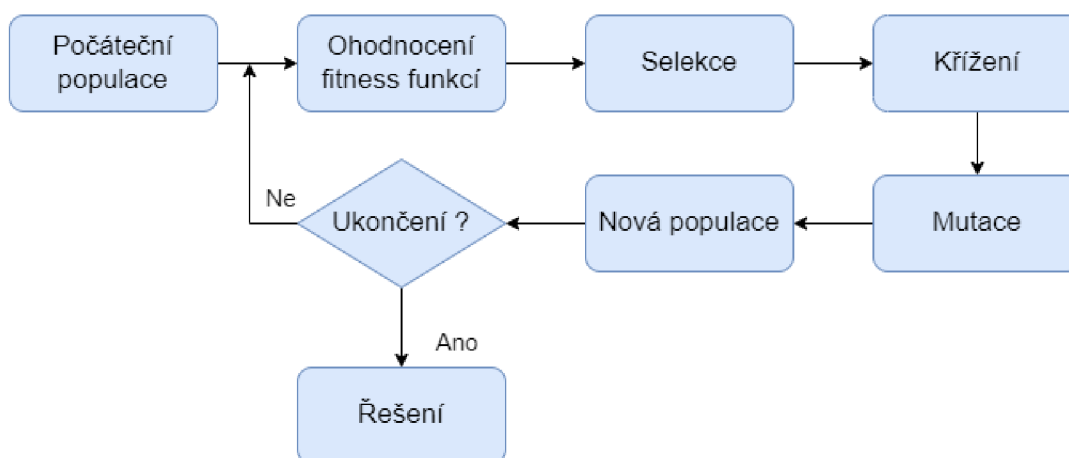 Počáteční
populace
Ohodnocení
fitness funkcí
Selekce
Křížení
Mutace
Nová populace
Ukončení ?
Ne
Ano
Řešení